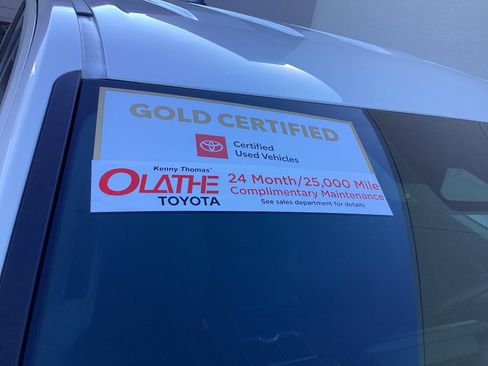 GOLD CERTIFIED
Certified
Used Vehicles
Kenny Thomas'
OLATHE
TOYOTA
24 Month/25,000 Mile
Complimentary Maintenance
See sales department for details